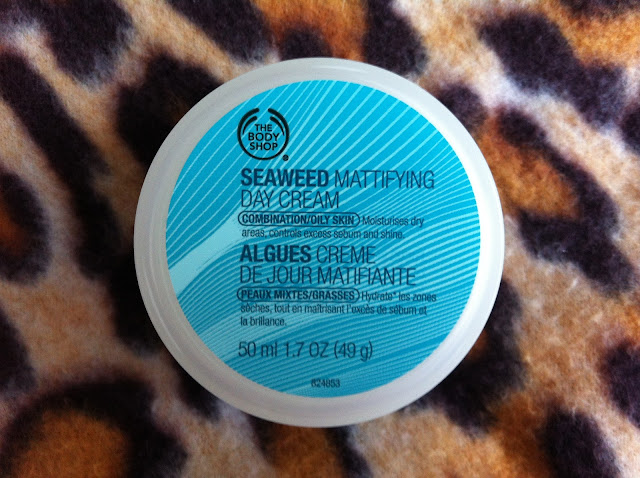 THE
BODY
SHOP®
SEAWEED MATTIFYING
DAY CREAM
COMBINATION/OILY SKIN Moisturises dry
areas, controls excess sebum and shine.
ALGUES CREME
DE JOUR MATIFIANTE
PEAUX MIXTES/GRASSES Hydrate* les zones
sèches, tout en maîtrisant l'excès de sébum et
la brillance.
50 ml 1.7 OZ (49 g)
824853